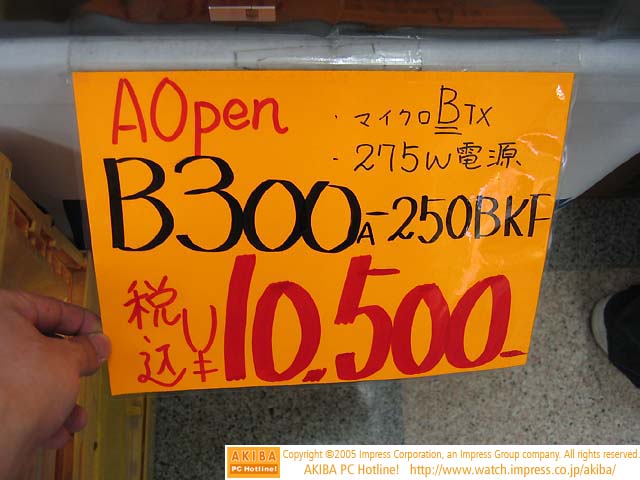 AOpen
・マイクロBTX
・275W電源
B300A-250BKF
税込¥10,500-
AKIBA PC Hotline!
Copyright ©2005 Impress Corporation, an Impress Group company. All rights reserved.
AKIBA PC Hotline! http://www.watch.impress.co.jp/akiba/